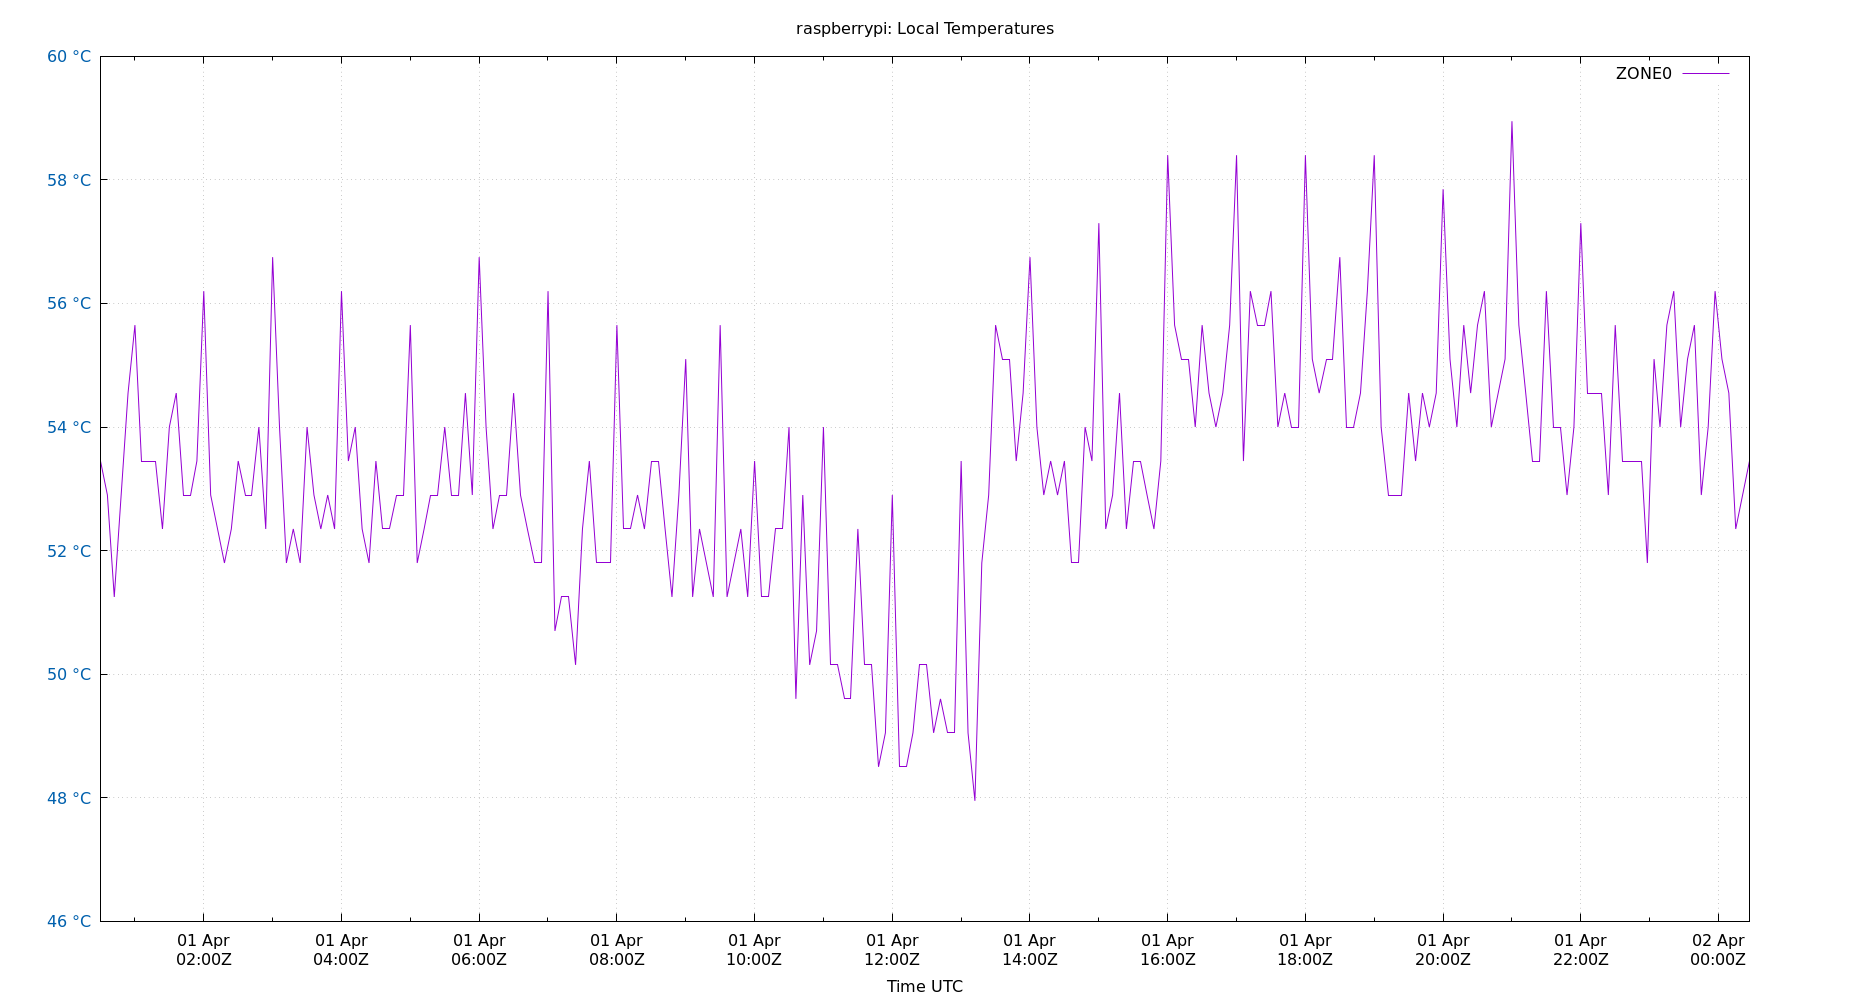 raspberrypi: Local Temperatures
60 °C
ZONE0
58 °C
56 °C
54 °C
52 °C
50 °C
48 °C
46 °C
01 Apr 01 Apr 01 Apr 01 Apr 01 Apr 01 Apr 01 Apr 01 Apr 01 Apr 01 Apr 01 Apr 02 Apr
02:00Z 04:00Z 06:00Z 08:00Z 10:00Z 12:00Z 14:00Z 16:00Z 18:00Z 20:00Z 22:00Z 00:00Z
Time UTC